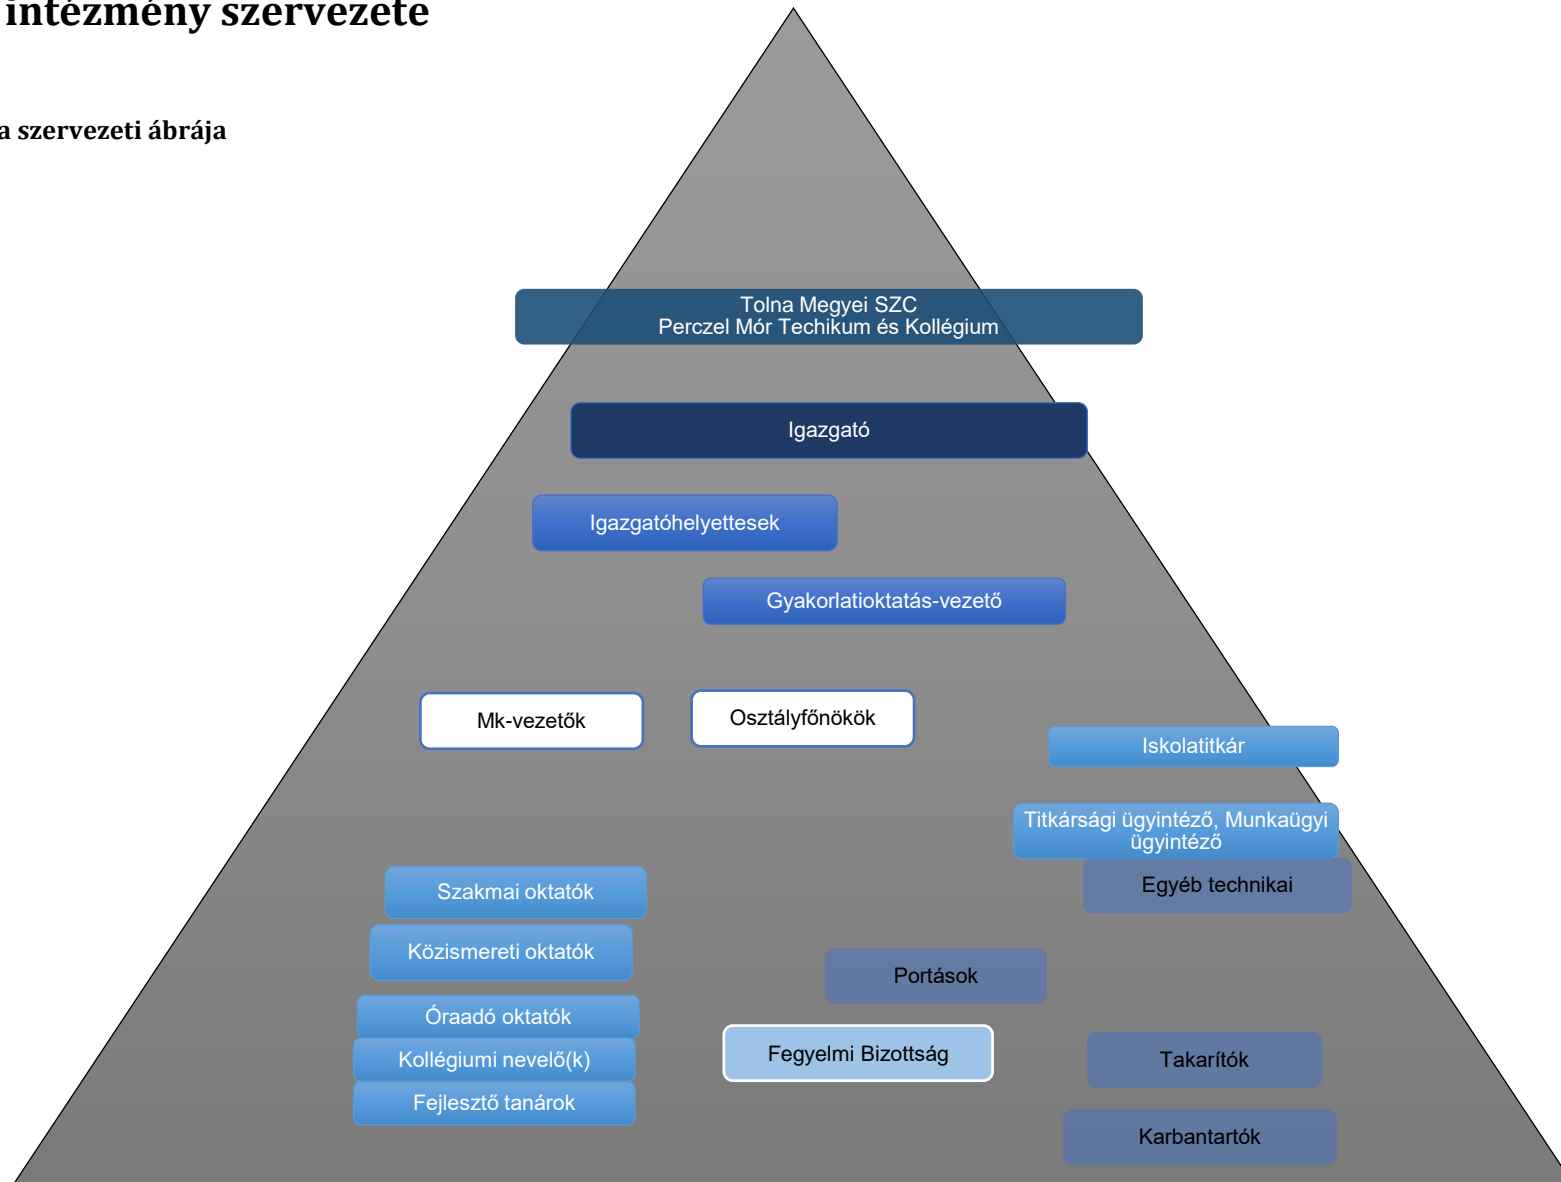 intézmény szervezete
a szervezeti ábrája
Tolna Megyei SZC
Perczel Mór Techikum és Kollégium
Igazgató
Igazgatóhelyettesek
Gyakorlatioktatás-vezető
Mk-vezetők
Osztályfőnökök
Iskolatitkár
Titkársági ügyintéző, Munkaügyi
ügyintéző
Egyéb technikai
Szakmai oktatók
Közismereti oktatók
Portások
Óraadó oktatók
Kollégiumi nevelő(k)
Fejlesztő tanárok
Fegyelmi Bizottság
Takarítók
Karbantartók